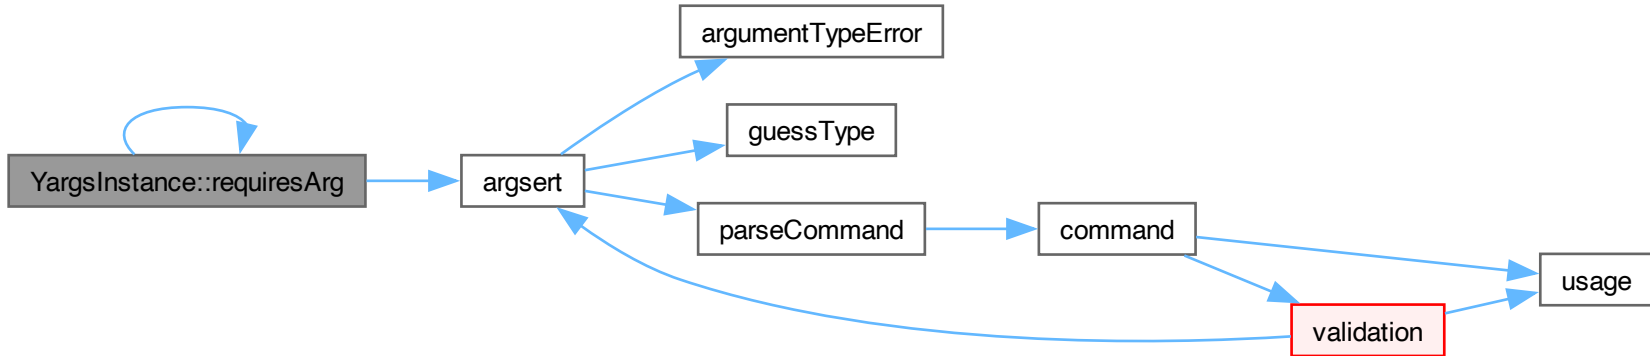 argumentTypeError
guessType
YargsInstance::requiresArg
argsert
parseCommand
command
usage
validation